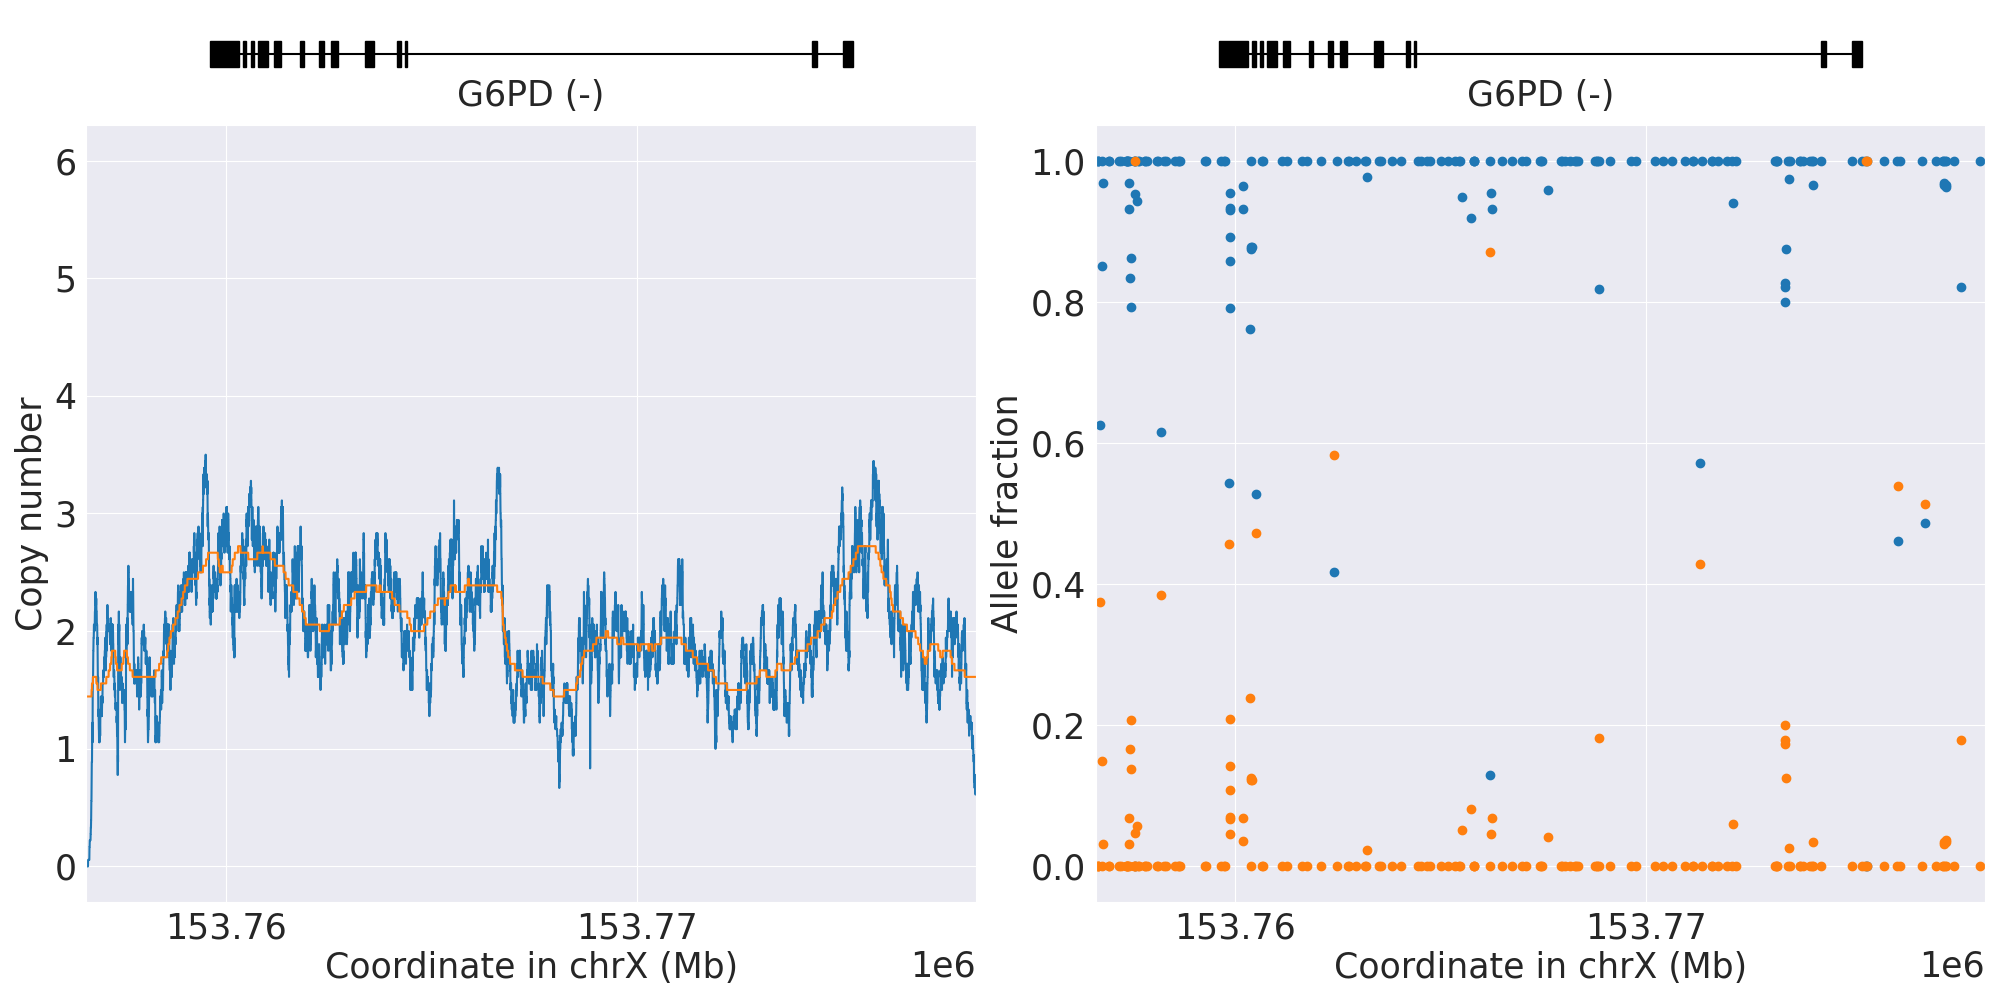 G6PD (-)
6
5
4
3
2
1
0
Copy number
153.76
153.77
Coordinate in chrX (Mb)
1e6
G6PD (-)
1.0
0.8
0.6
0.4
0.2
0.0
Allele fraction
153.76
153.77
Coordinate in chrX (Mb)
1e6